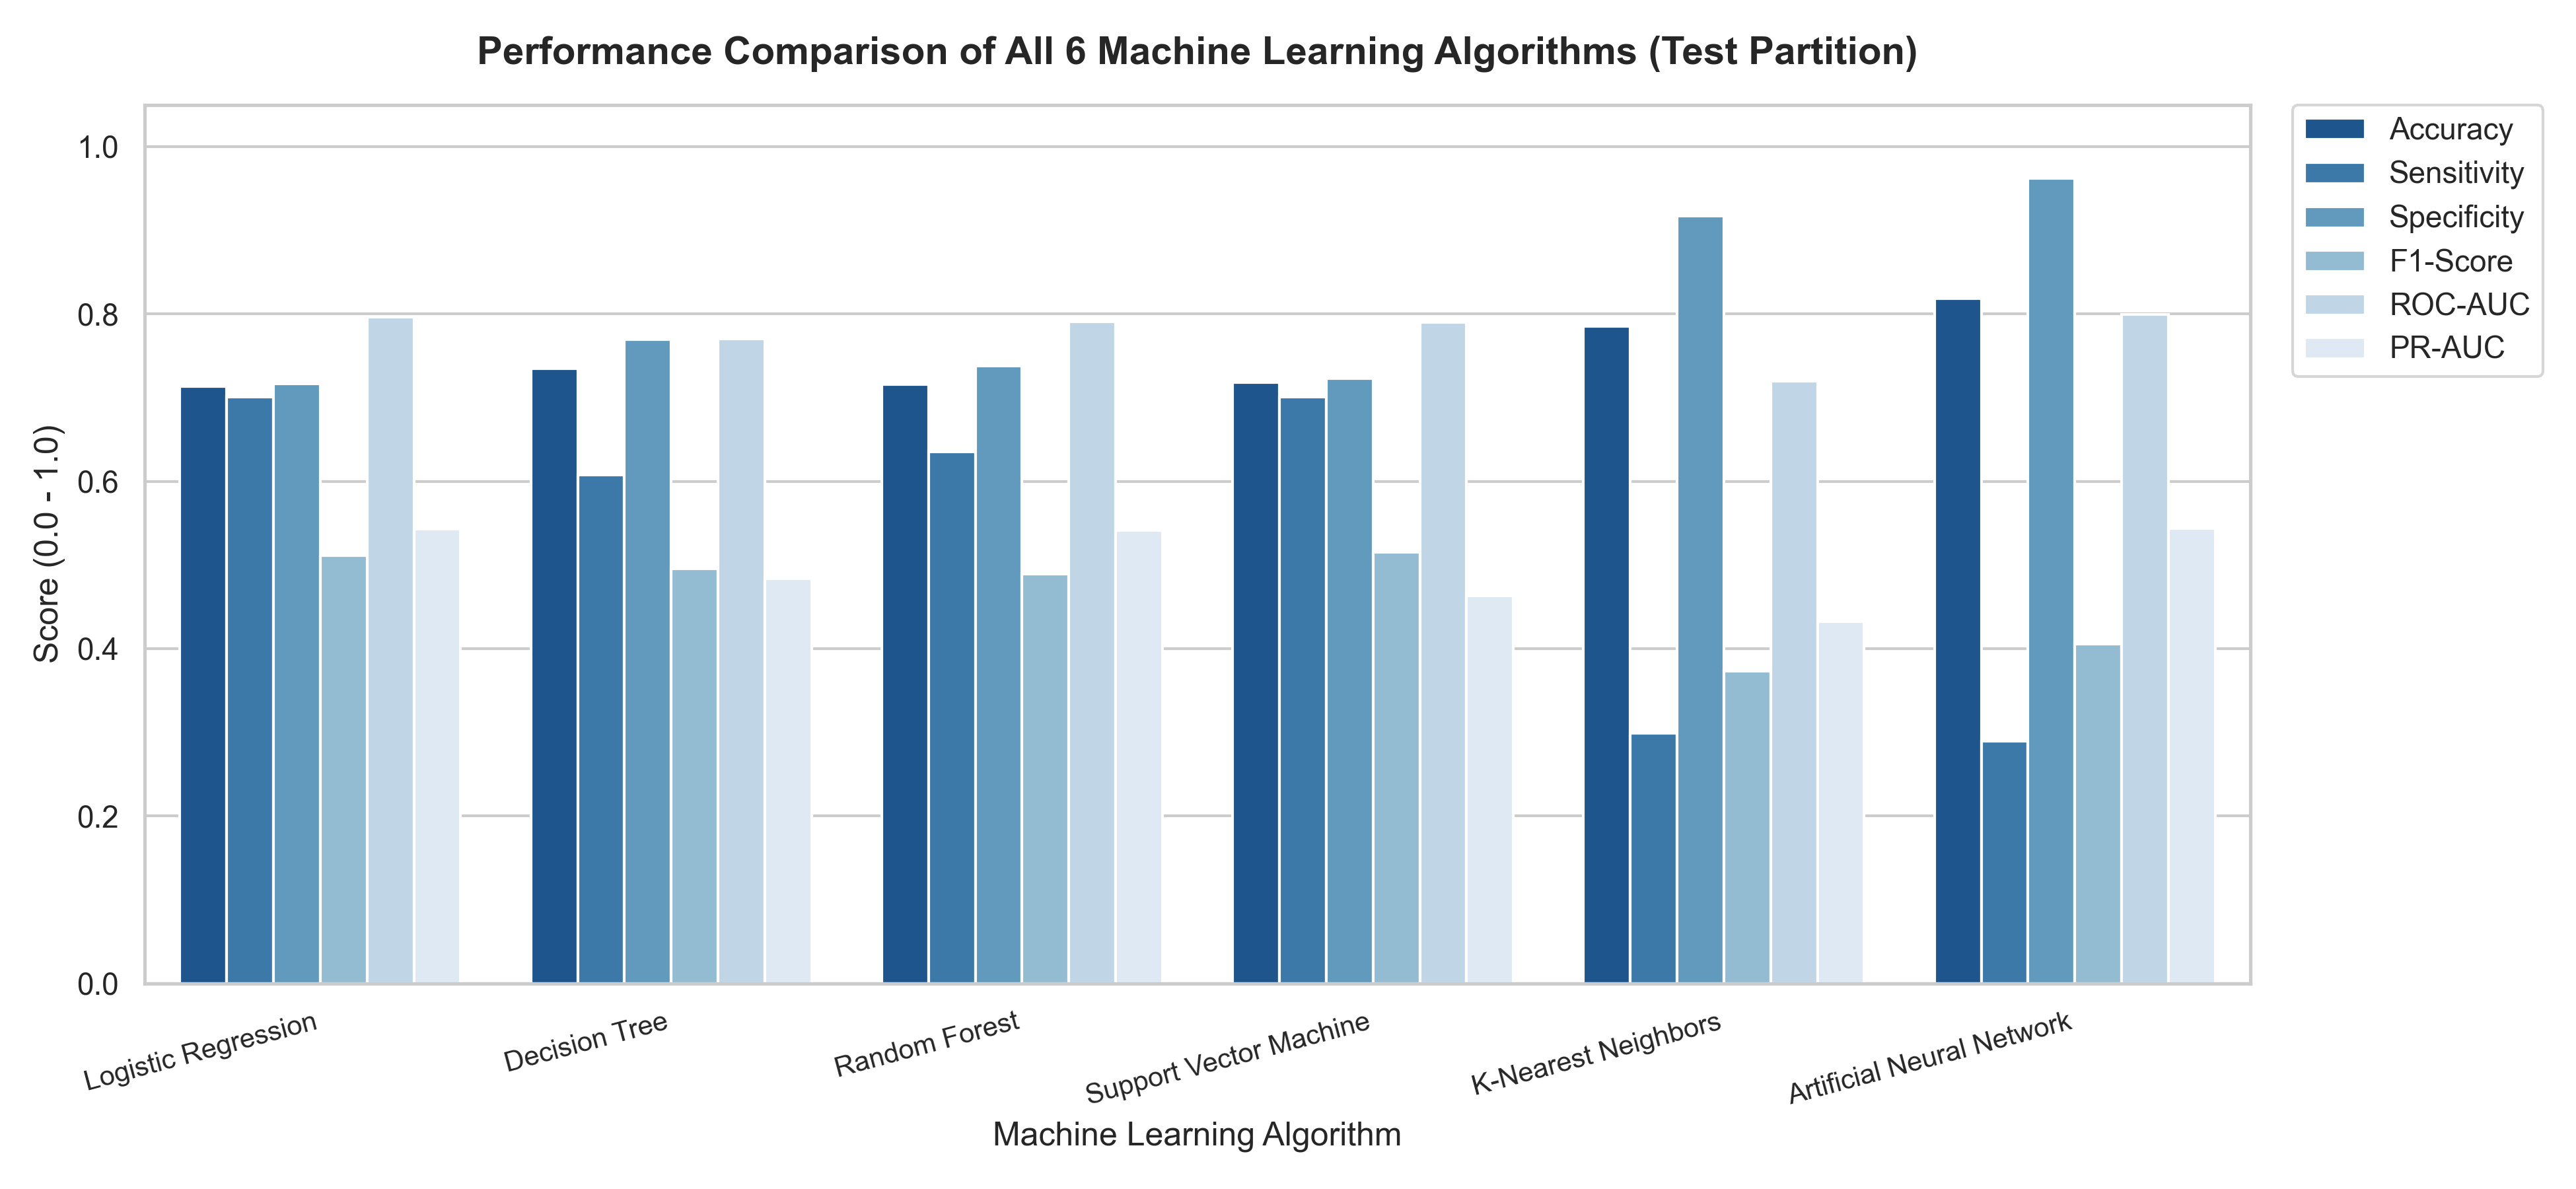 Performance Comparison of All 6 Machine Learning Algorithms (Test Partition)
Score (0.0 - 1.0)
1.0
0.8
0.6
0.4
0.2
0.0
Logistic Regression
Decision Tree
Random Forest
Support Vector Machine
K-Nearest Neighbors
Artificial Neural Network
Machine Learning Algorithm
Accuracy
Sensitivity
Specificity
F1-Score
ROC-AUC
PR-AUC